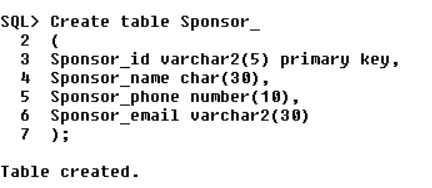 SQL> Create table Sponsor_
2 (
3 Sponsor_id varchar2(5) primary key,
4 Sponsor_name char(30),
5 Sponsor_phone number(10),
6 Sponsor_email varchar2(30)
7 );
Table created.